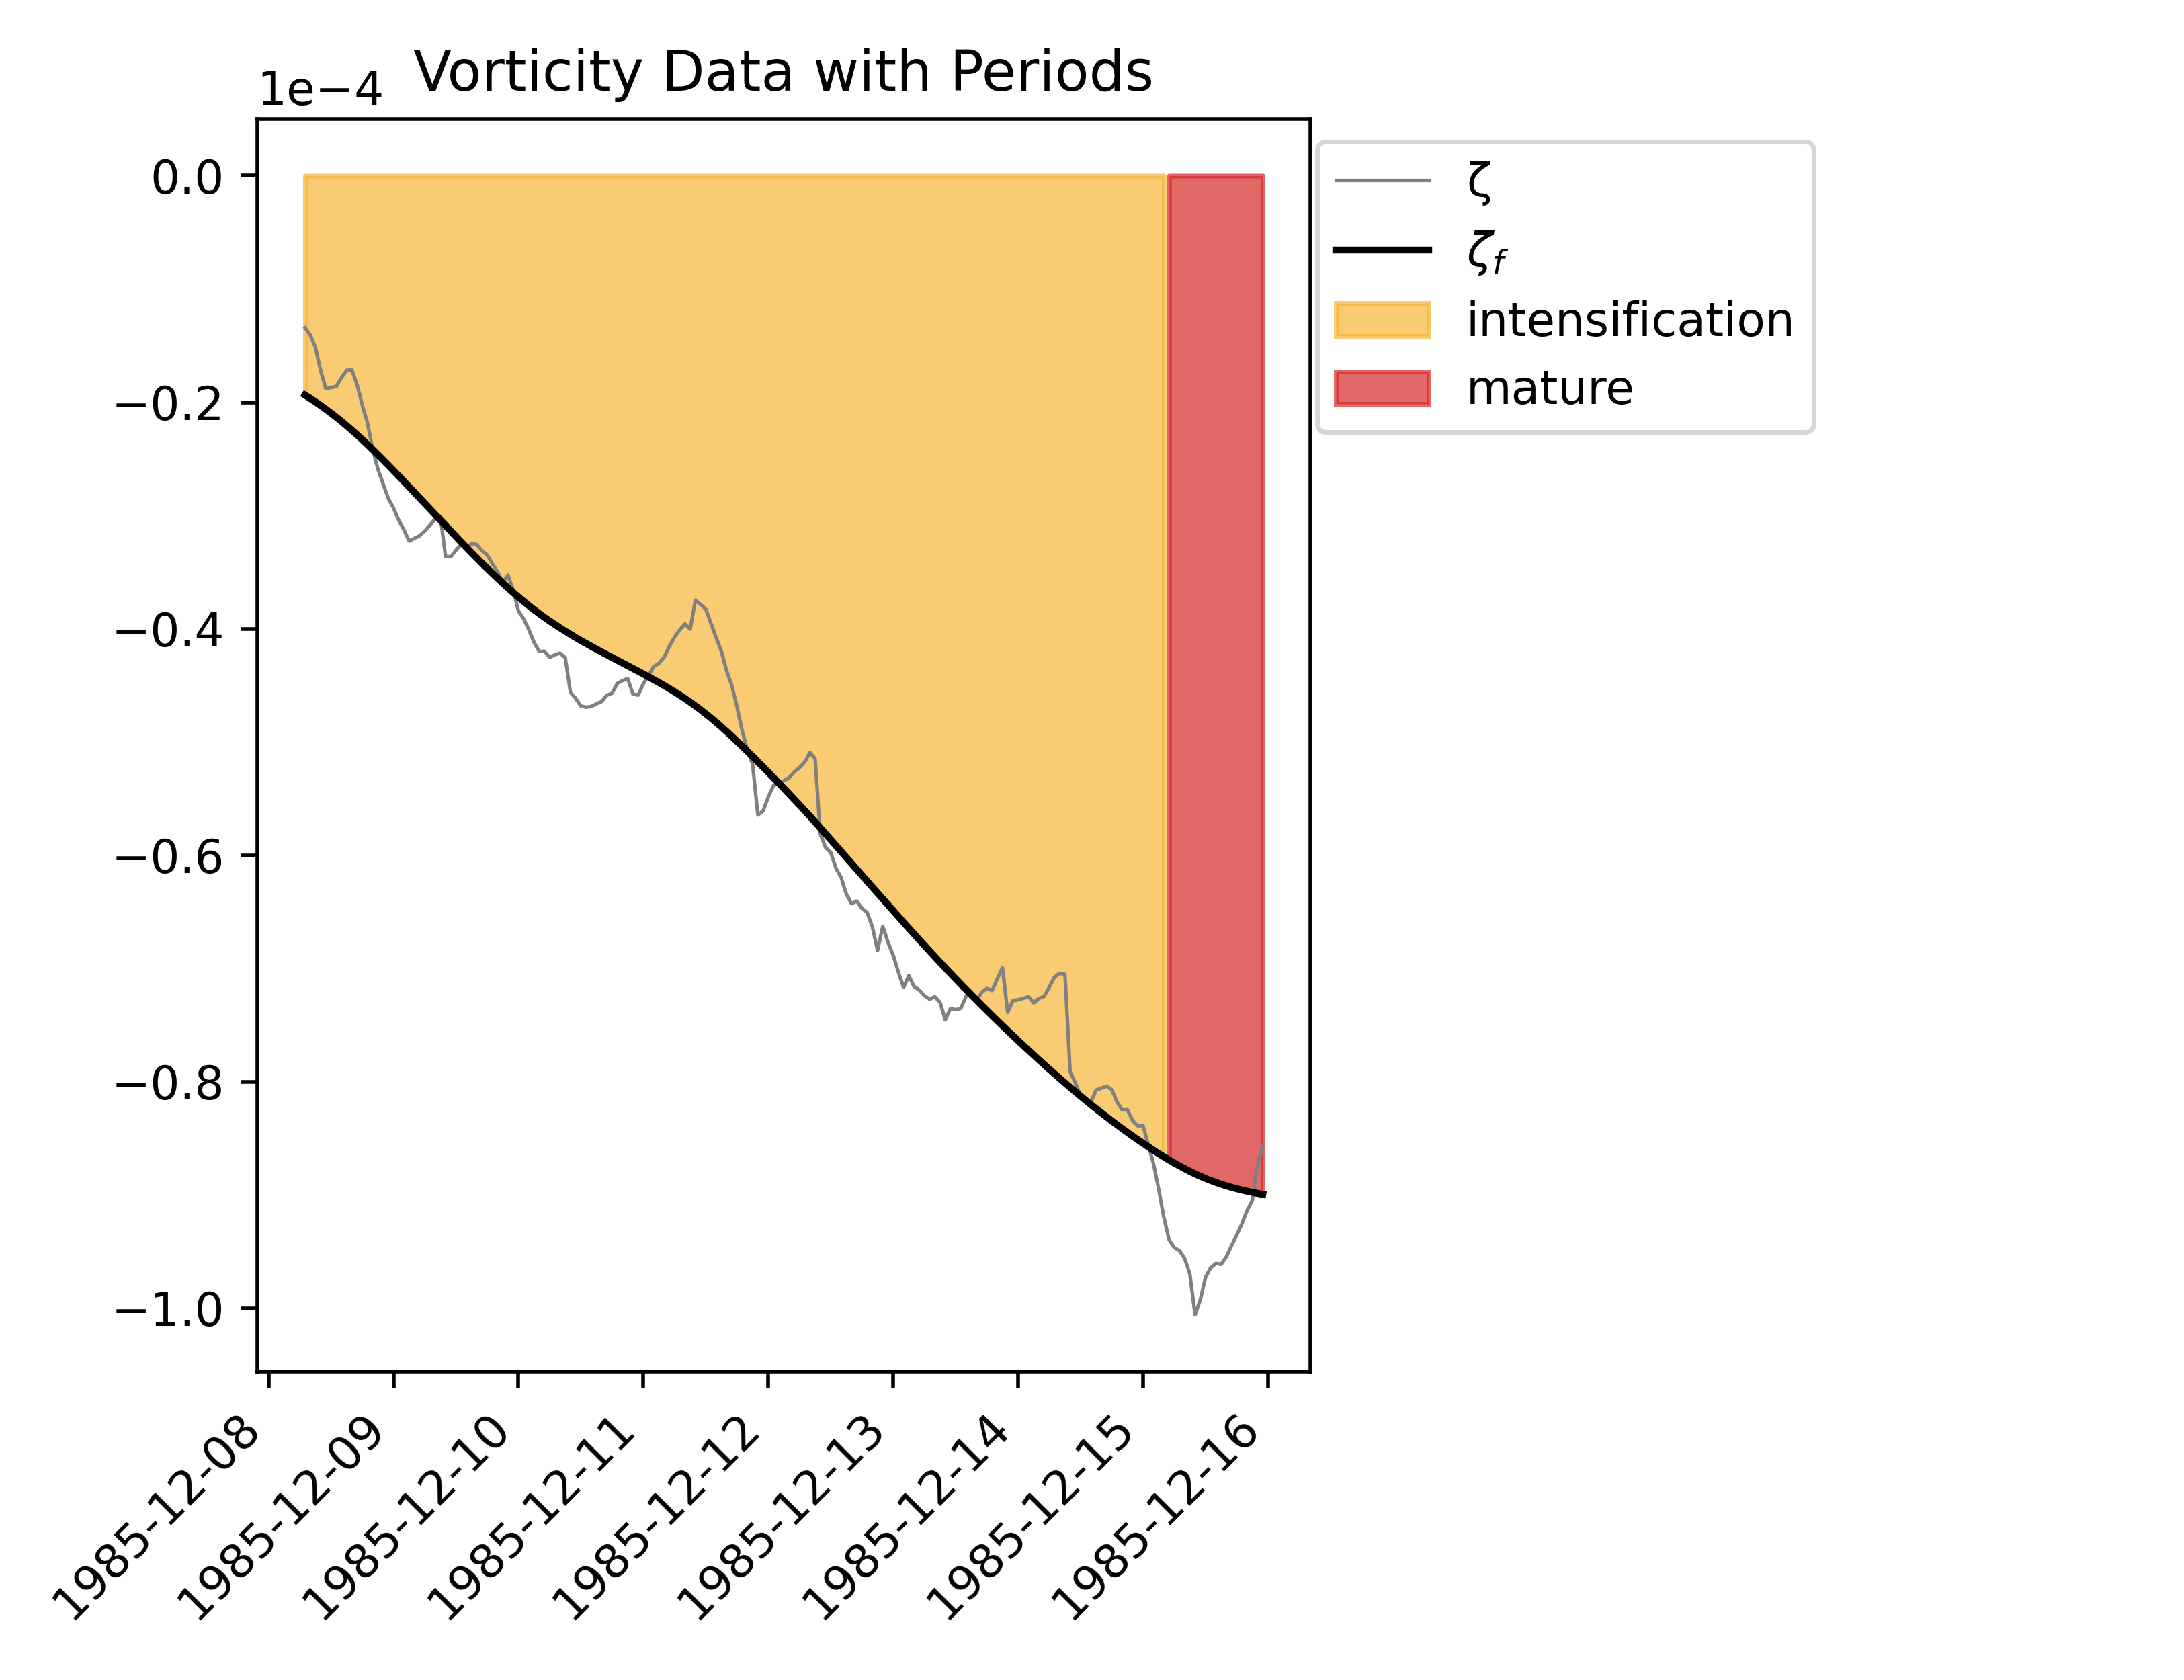 Vorticity Data with Periods
1e−4
0.0
−0.2
−0.4
−0.6
−0.8
−1.0
1985-12-08
1985-12-09
1985-12-10
1985-12-11
1985-12-12
1985-12-13
1985-12-14
1985-12-15
1985-12-16
ζ
ζf
intensification
mature